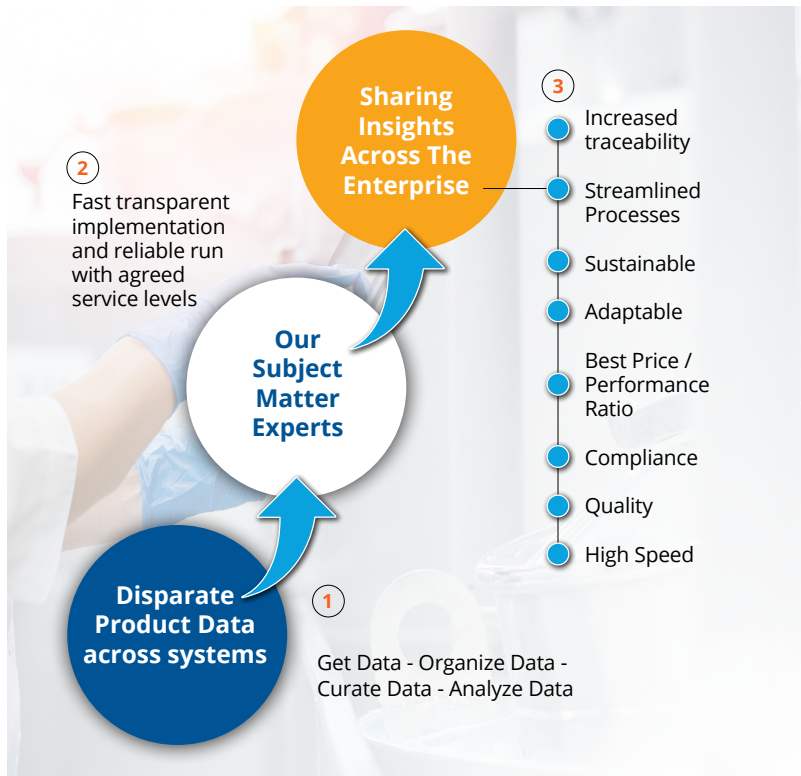 Sharing
Insights
Across The
Enterprise
3
Increased
traceability
Streamlined
Processes
Sustainable
Adaptable
Best Price /
Performance
Ratio
Compliance
Quality
High Speed
2
Fast transparent
implementation
and reliable run
with agreed
service levels
Our
Subject
Matter
Experts
Disparate
Product Data
across systems
1
Get Data - Organize Data -
Curate Data - Analyze Data